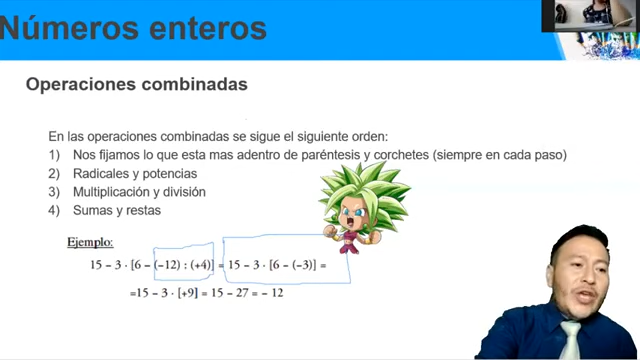 Números enteros
Operaciones combinadas
En las operaciones combinadas se sigue el siguiente orden:
1) Nos fijamos lo que esta mas adentro de paréntesis y corchetes (siempre en cada paso)
2) Radicales y potencias
3) Multiplicación y división
4) Sumas y restas
Ejemplo:
15 – 3 · [6 – (–12) : (+4)] = 15 – 3 · [6 – (–3)] =
=15 – 3 · [+9] = 15 – 27 = – 12